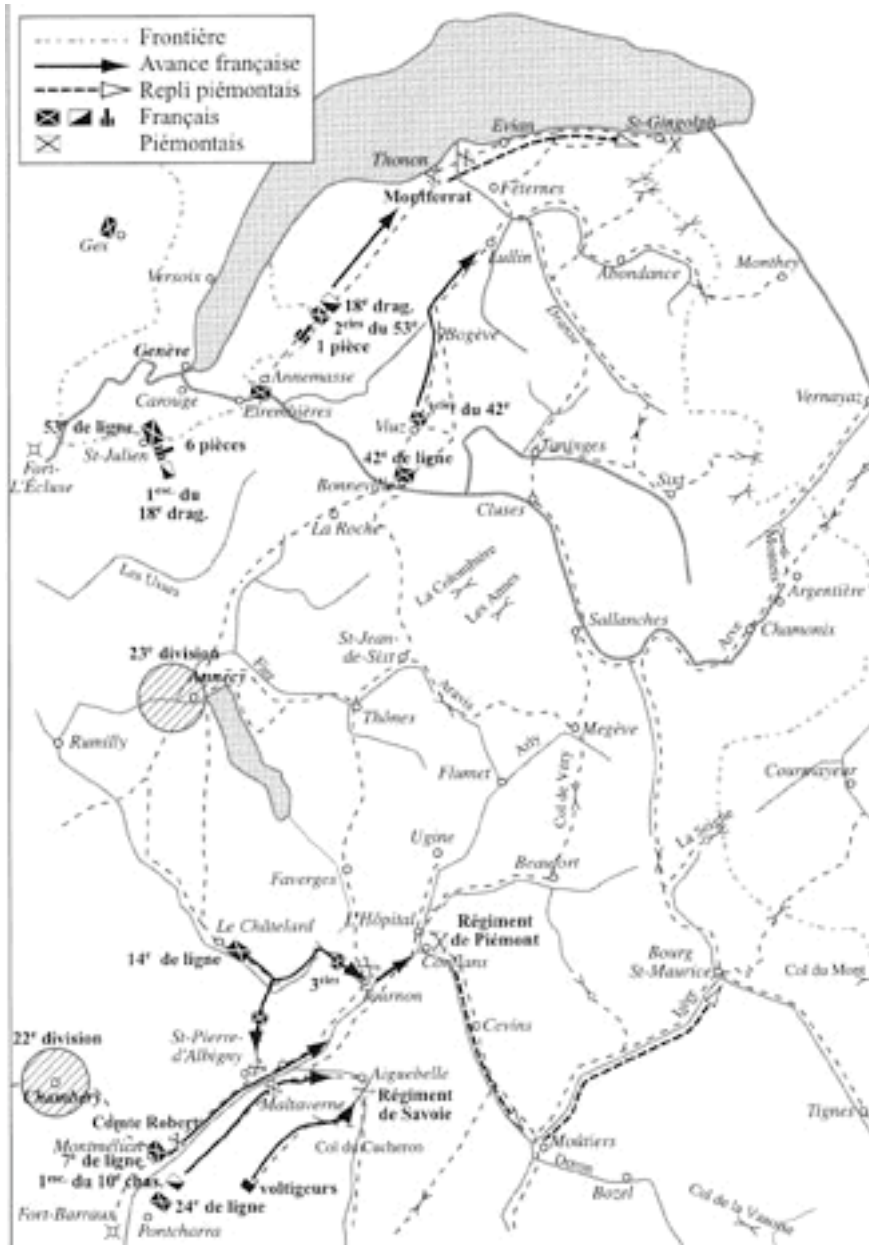 Frontière
Avance française
Repli piémontais
Français
Piémontais
Evian
St-Gingolph
Thonon
Féternes
Montferrat
Gex
Lullin
Abondance
Monthey
Versoix
18e drag.
2cies du 53e
1 pièce
Bogève
Dranse
Genève
Annemasse
Carouge
Etrembières
Vernayaz
53e de ligne
6 pièces
St-Julien
Viuz
du 42e
42e de ligne
Taninges
Fort-
L'Écluse
1esc. du
18e drag.
Bonneville
Sixt
Cluses
La Roche
Les Usses
La Colombière
Les Annes
Montets
Argentière
Sallanches
Arve
Chamonix
St-Jean-
de-Sixt
23e division
Annecy
Fier
Aravis
Thônes
Rumilly
Arly
Megève
Flumet
Col de Véry
Courmayeur
Ugine
La Seigne
Faverges
Beaufort
Le Châtelard
L'Hôpital
Régiment
de Piémont
14e de ligne
Conflans
Bourg
St-Maurice
Col du Mont
3cies
Tournon
Isère
Cevins
22e division
St-Pierre-
d'Albigny
Chambéry
Aiguebelle
Maltaverne
Régiment
de Savoie
Tignes
Comte Robert
Montmélian
7e de ligne
Col du Cucheron
Moûtiers
Doron
1esc. du 10e chas.
voltigeurs
24e de ligne
Bozel
Fort-Barraux
Pontcharra
Col de la Vanoise